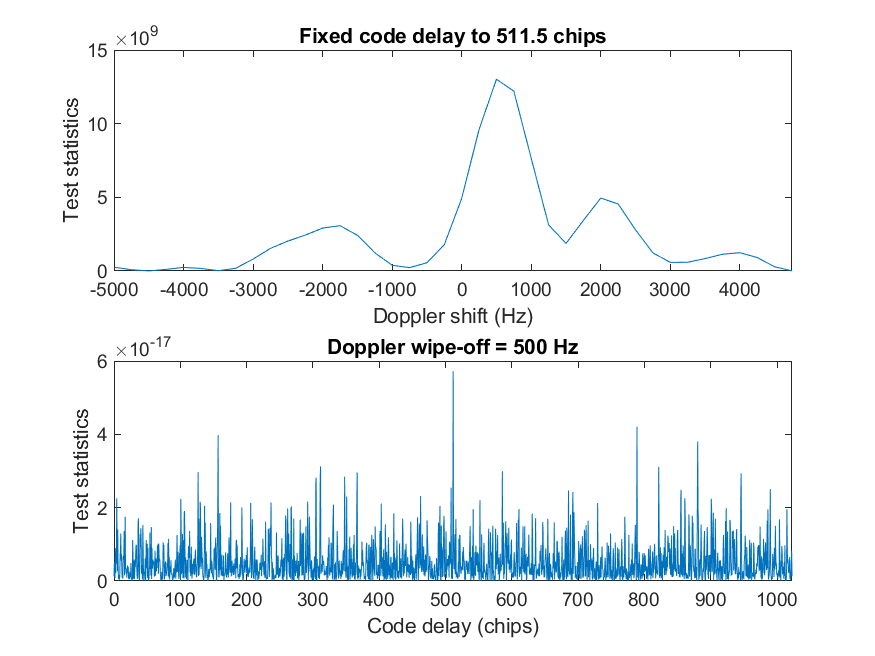 ×10^9
Fixed code delay to 511.5 chips
15
10
5
0
Test statistics
-5000 -4000 -3000 -2000 -1000 0 1000 2000 3000 4000
Doppler shift (Hz)
×10^-17
Doppler wipe-off = 500 Hz
6
4
2
0
Test statistics
0 100 200 300 400 500 600 700 800 900 1000
Code delay (chips)